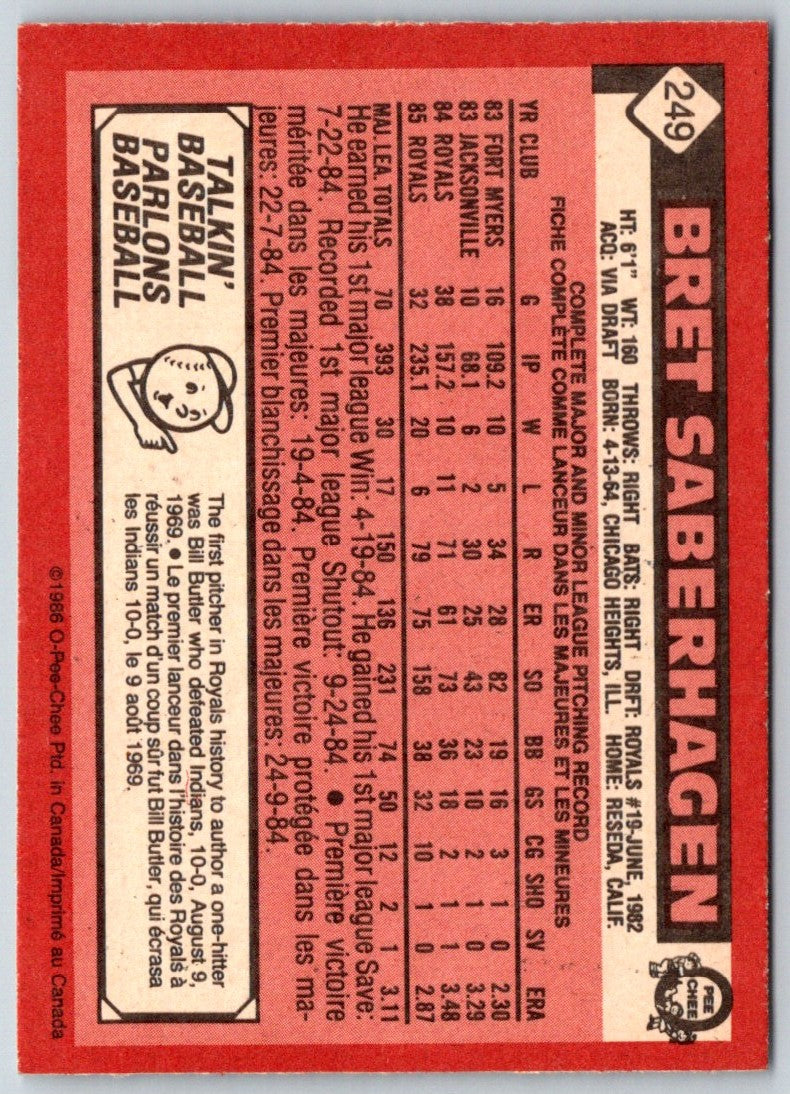 249
BRET SABERHAGEN
O
PEE
CHEE
HT: 6'1" WT: 160 THROWS: RIGHT BATS: RIGHT DRFT: ROYALS #19-JUNE, 1982
ACQ: VIA DRAFT BORN: 4-13-64, CHICAGO HEIGHTS, ILL. HOME: RESEDA, CALIF.
COMPLETE MAJOR AND MINOR LEAGUE PITCHING RECORD
FICHE COMPLÈTE COMME LANCEUR DANS LES MAJEURES ET LES MINEURES
YR CLUB G IP W L R ER SO BB GS CG SHO SV ERA
83 FORT MYERS 16 109.2 10 5 34 28 82 19 16 3 1 0 2.30
83 JACKSONVILLE 10 68.1 6 2 30 25 43 23 10 2 1 1 3.29
84 ROYALS 38 157.2 10 11 71 61 73 36 18 2 1 1 3.48
85 ROYALS 32 235.1 20 6 79 75 158 38 32 10 1 0 2.87
MAJ. LEA. TOTALS 70 393 30 17 150 136 231 74 50 12 2 1 3.11
He earned his 1st major league Win: 4-19-84. He gained his 1st major league Save:
7-22-84. Recorded 1st major league Shutout: 9-24-84. ● Première victoire
méritée dans les majeures: 19-4-84. Première victoire protégée dans les ma-
jeures: 22-7-84. Premier blanchissage dans les majeures: 24-9-84.
TALKIN'
BASEBALL
PARLONS
BASEBALL
The first pitcher in Royals history to author a one-hitter
was Bill Butler who defeated Indians, 10-0, August 9,
1969. ● Le premier lanceur dans l'histoire des Royals à
réussir un match d'un coup sûr fut Bill Butler, qui écrasa
les Indians 10-0, le 9 août 1969.
©1986 O-Pee-Chee Ptd. in Canada/Imprimé au Canada